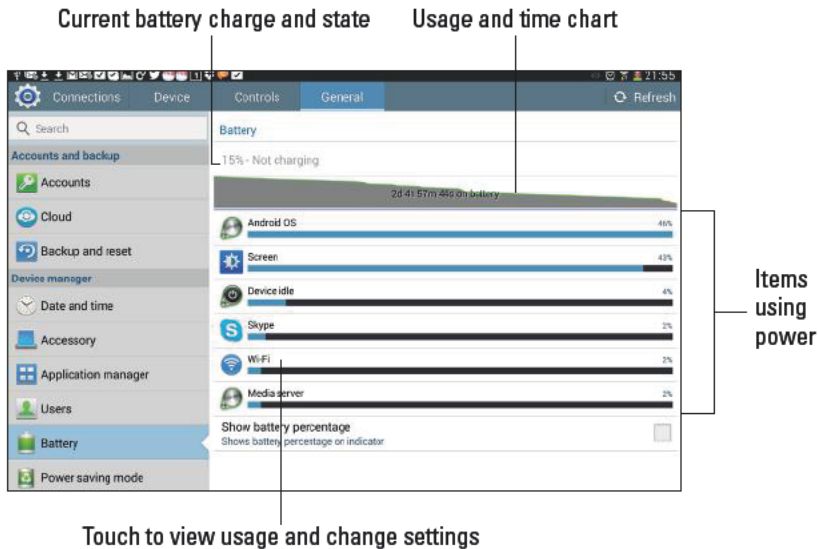 Current battery charge and state
Usage and time chart
21:55
Connections
Device
Controls
General
Refresh
Search
Battery
Accounts and backup
15% - Not charging
Accounts
2d 4h 57m 44s on battery
Cloud
Android OS
46%
Backup and reset
Screen
43%
Device manager
Device idle
4%
Date and time
Skype
2%
Accessory
Wi-Fi
2%
Application manager
Media server
2%
Users
Show battery percentage
Shows battery percentage on indicator
Battery
Power saving mode
Items
using
power
Touch to view usage and change settings